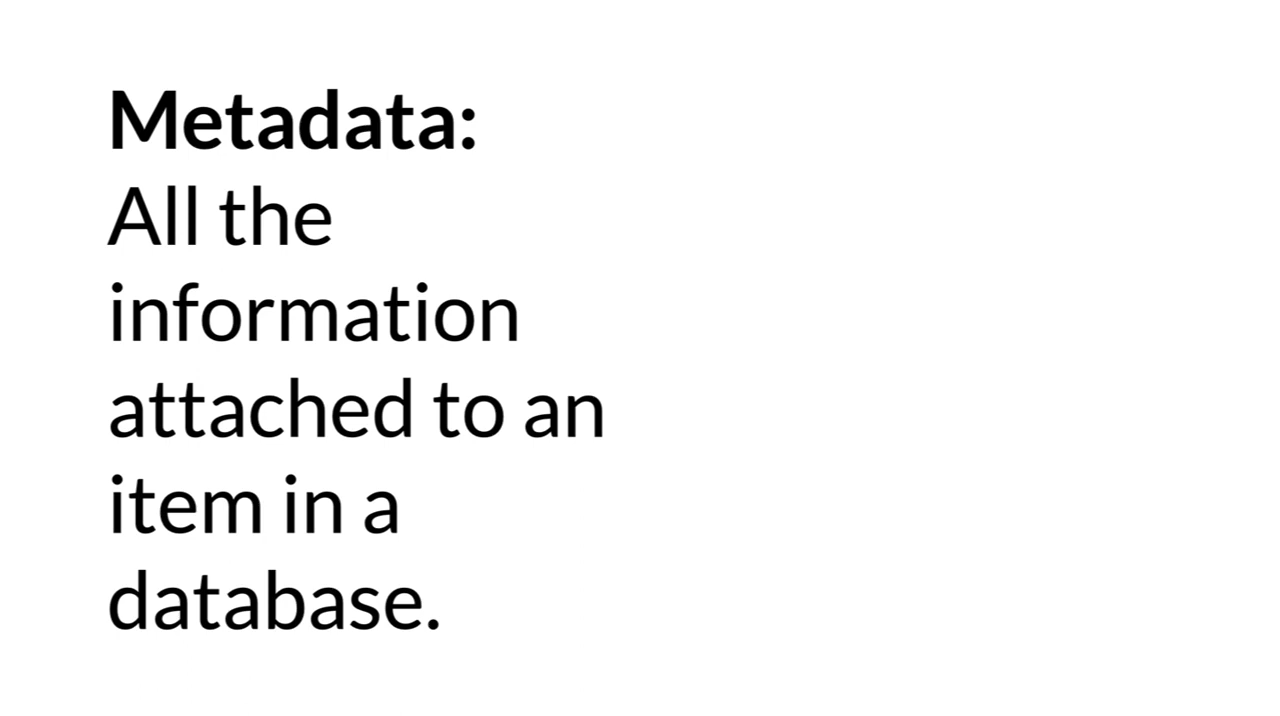 Metadata:
All the
information
attached to an
item in a
database.